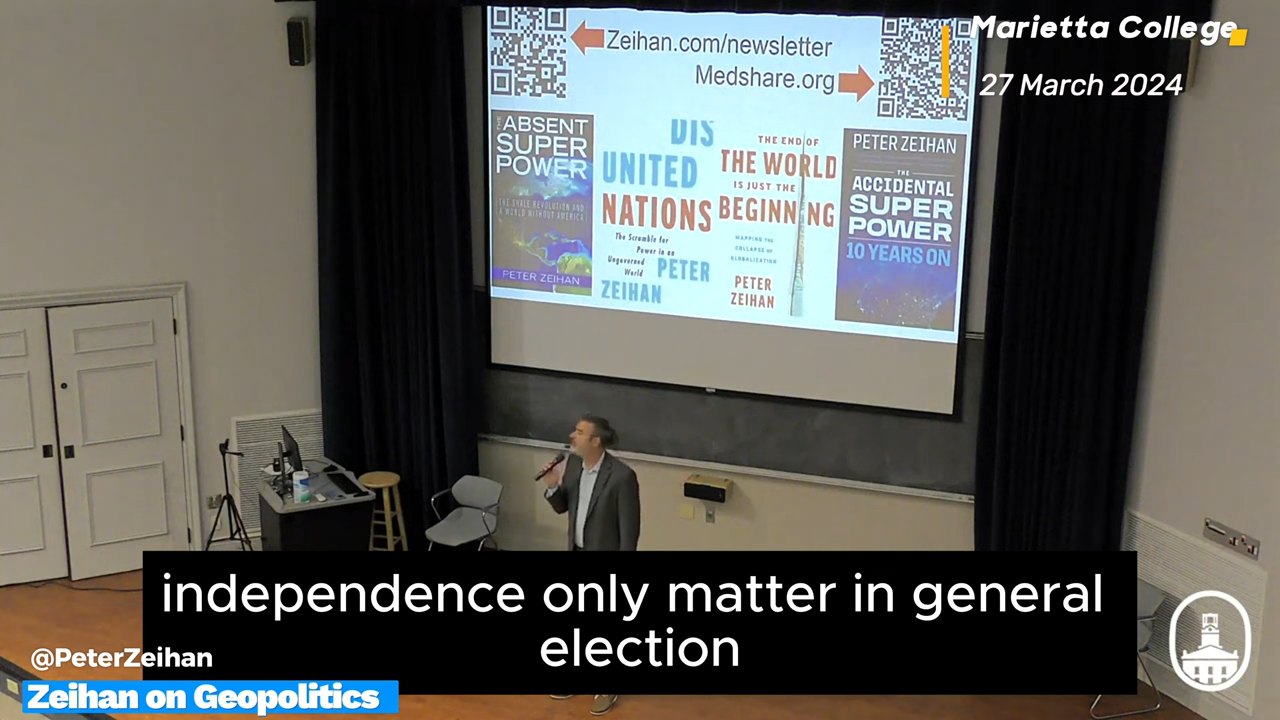 Zeihan.com/newsletter
Medshare.org
Marietta College
27 March 2024
THE
ABSENT
SUPER
POWER
THE SHALE REVOLUTION AND
A WORLD WITHOUT AMERICA
PETER ZEIHAN
DIS
UNITED
NATIONS
The Scramble for
Power in an
Ungoverned
World
PETER
ZEIHAN
THE END OF
THE WORLD
IS JUST THE
BEGINNING
MAPPING THE
COLLAPSE OF
GLOBALIZATION
PETER
ZEIHAN
PETER ZEIHAN
THE
ACCIDENTAL
SUPER
POWER
10 YEARS ON
independence only matter in general
election
@PeterZeihan
Zeihan on Geopolitics